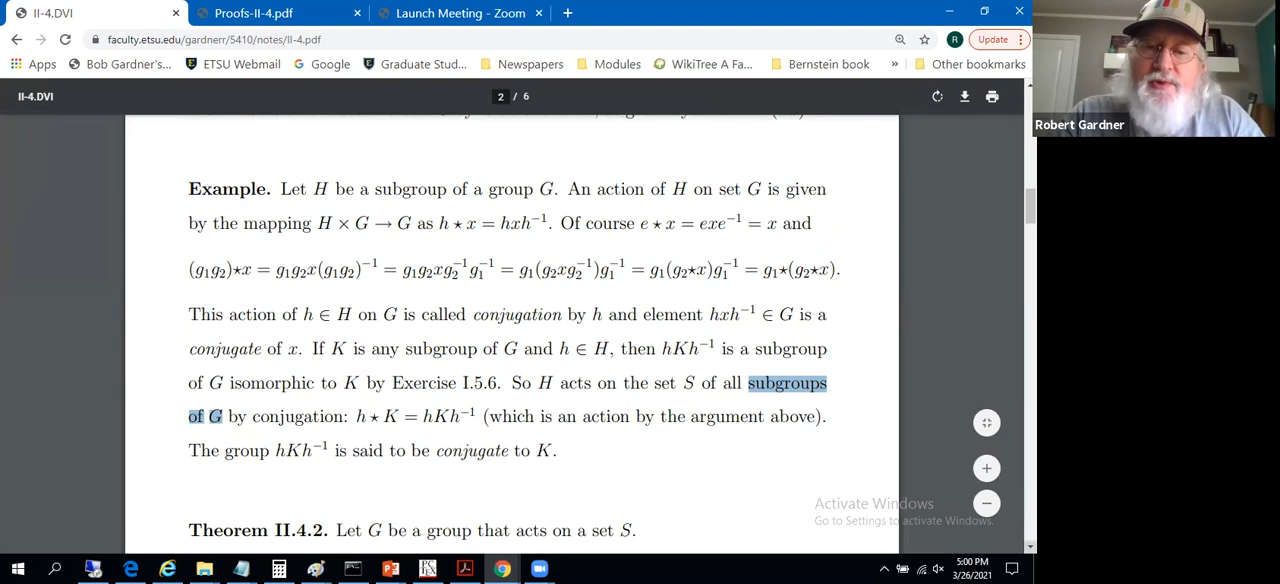 II-4.DVI
Proofs-II-4.pdf
Launch Meeting - Zoom
faculty.etsu.edu/gardnerr/5410/notes/II-4.pdf
R
Update
Apps
Bob Gardner's...
ETSU Webmail
Google
Graduate Stud...
Newspapers
Modules
WikiTree A Fa...
Bernstein book
»
Other bookmarks
II-4.DVI
2 / 6
Robert Gardner
Example. Let H be a subgroup of a group G. An action of H on set G is given
by the mapping H × G → G as h ⋆ x = hxh⁻¹. Of course e ⋆ x = exe⁻¹ = x and
(g₁g₂)⋆x = g₁g₂x(g₁g₂)⁻¹ = g₁g₂xg₂⁻¹g₁⁻¹ = g₁(g₂xg₂⁻¹)g₁⁻¹ = g₁(g₂⋆x)g₁⁻¹ = g₁⋆(g₂⋆x).
This action of h ∈ H on G is called conjugation by h and element hxh⁻¹ ∈ G is a
conjugate of x. If K is any subgroup of G and h ∈ H, then hKh⁻¹ is a subgroup
of G isomorphic to K by Exercise I.5.6. So H acts on the set S of all subgroups
of G by conjugation: h ⋆ K = hKh⁻¹ (which is an action by the argument above).
The group hKh⁻¹ is said to be conjugate to K.
Theorem II.4.2. Let G be a group that acts on a set S.
Activate Windows
Go to Settings to activate Windows.
5:00 PM
3/26/2021